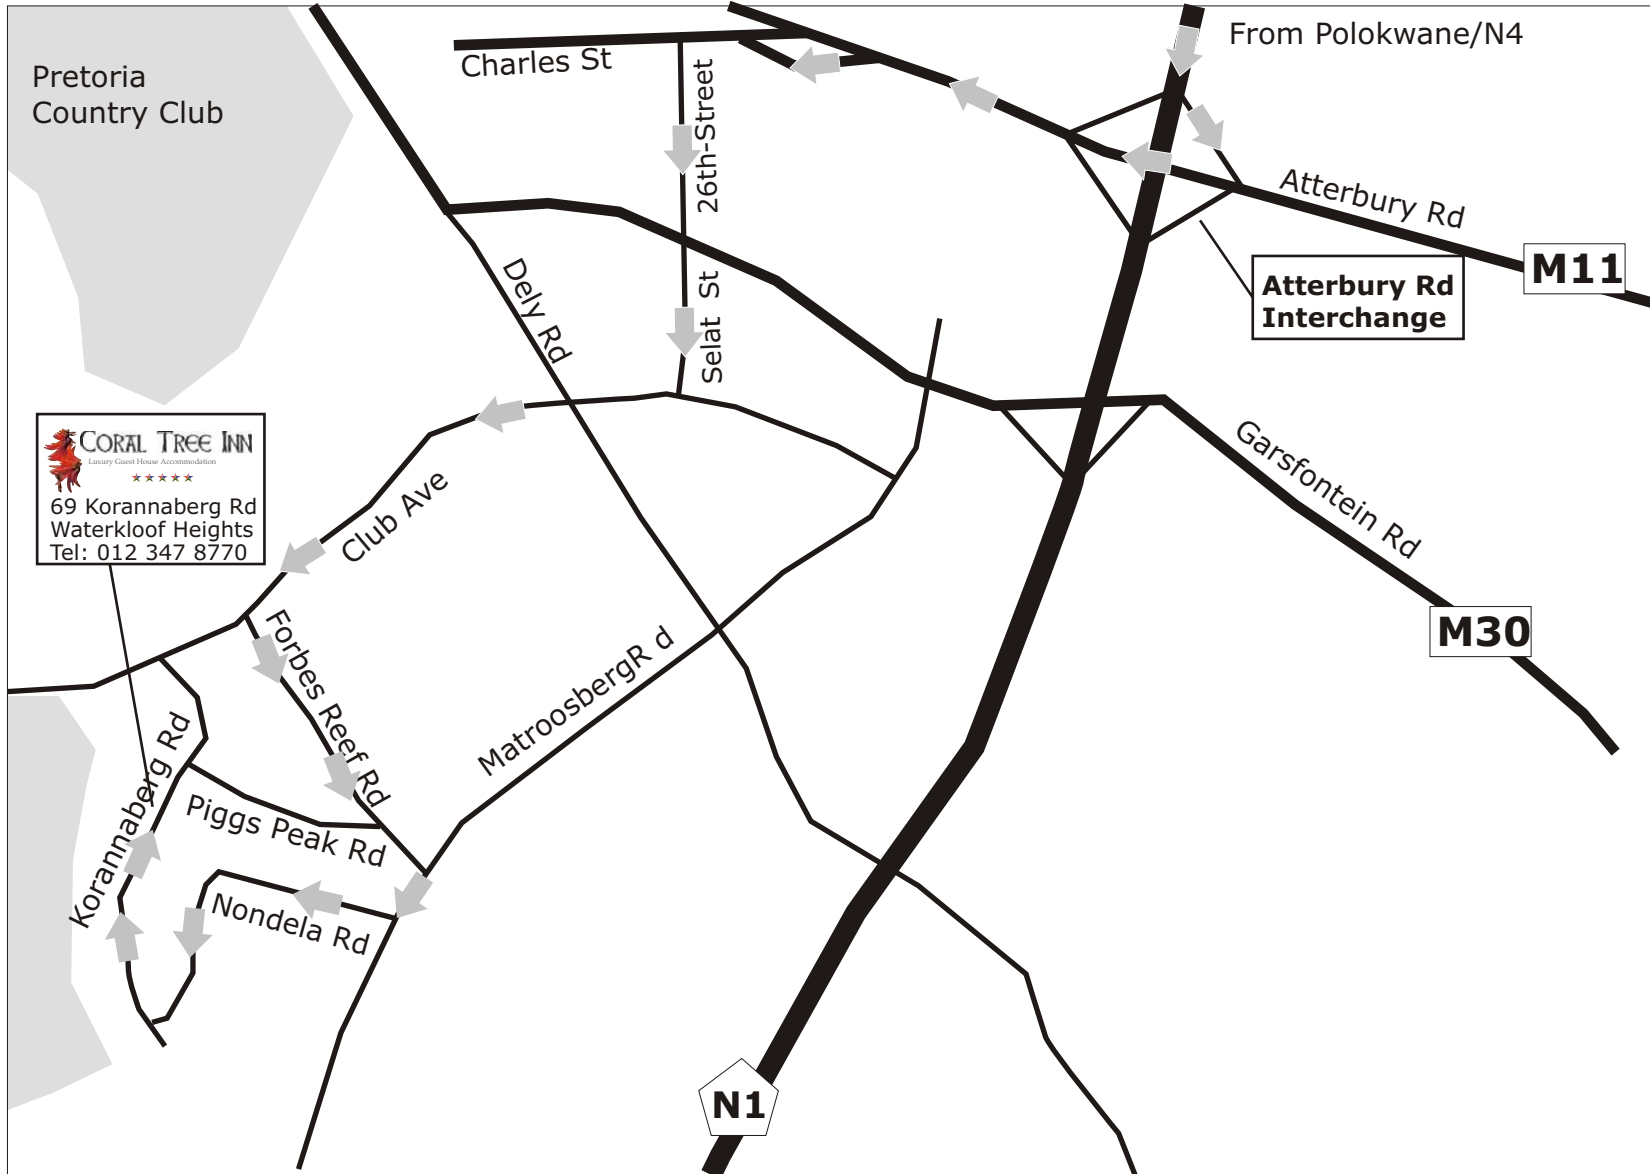 From Polokwane/N4
Charles St
Pretoria
Country Club
26th-Street
Atterbury Rd
M11
Atterbury Rd
Interchange
Dely Rd
Selat St
CORAL TREE INN
Luxury Guest House Accommodation
69 Korannaberg Rd
Waterkloof Heights
Tel: 012 347 8770
Club Ave
Garsfontein Rd
M30
Forbes Reef Rd
MatroosbergR d
Korannaberg Rd
Piggs Peak Rd
Nondela Rd
N1